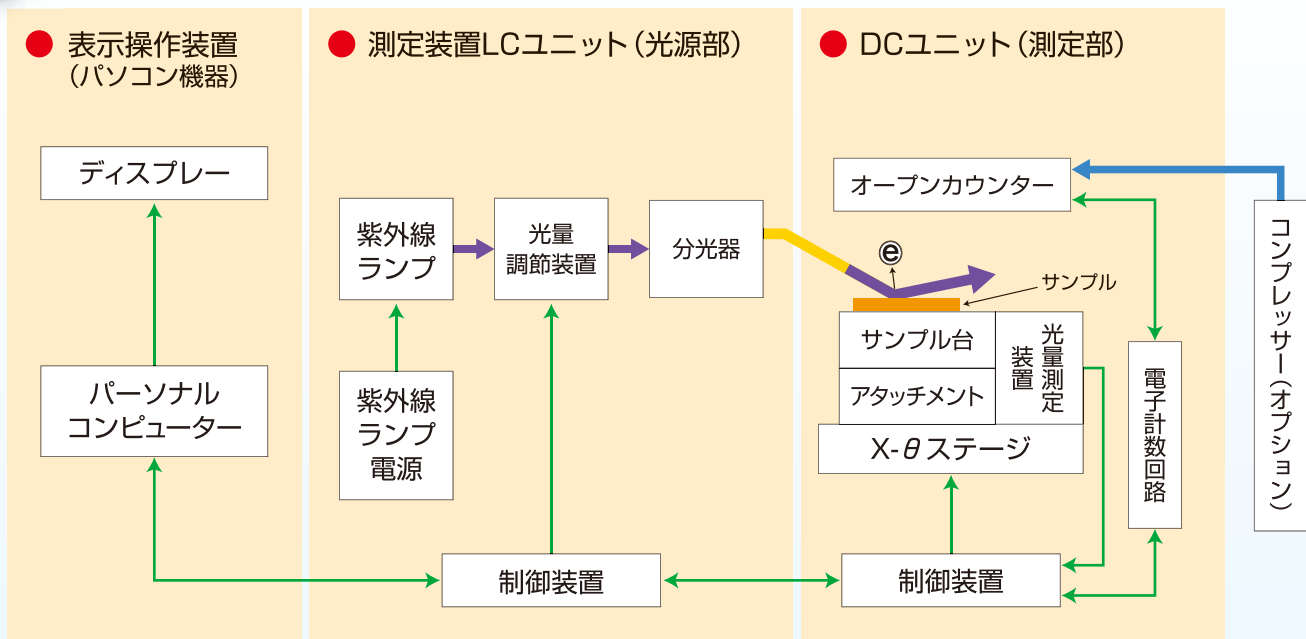 表示操作装置
（パソコン機器）
ディスプレー
パーソナル
コンピューター
測定装置LCユニット（光源部）
紫外線
ランプ
光量
調節装置
分光器
紫外線
ランプ
電源
制御装置
DCユニット（測定部）
オープンカウンター
e
サンプル
サンプル台
アタッチメント
光量測定
装置
X-θステージ
電子計数回路
制御装置
コンプレッサー（オプション）